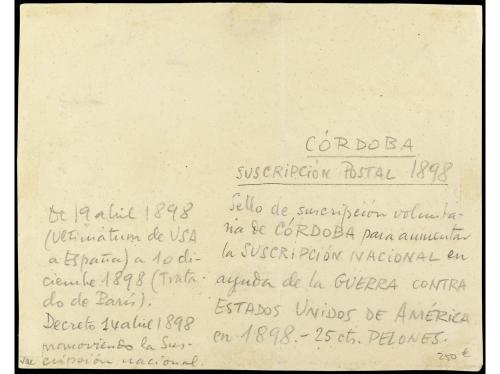 CÓRDOBA
SUSCRIPCIÓN POSTAL 1898
De 19 abril 1898
(Ultimátum de USA
a España) a 10 di-
ciembre 1898 (Trata-
do de París).
Decreto 14 abril 1898
promoviendo la Sus-
cripción nacional.
Sello de suscripción volunta-
ria de CÓRDOBA para aumentar
la SUSCRIPCIÓN NACIONAL en
ayuda de la GUERRA CONTRA
ESTADOS UNIDOS DE AMÉRICA
en 1898.- 25 cts. PELONES.
250 €